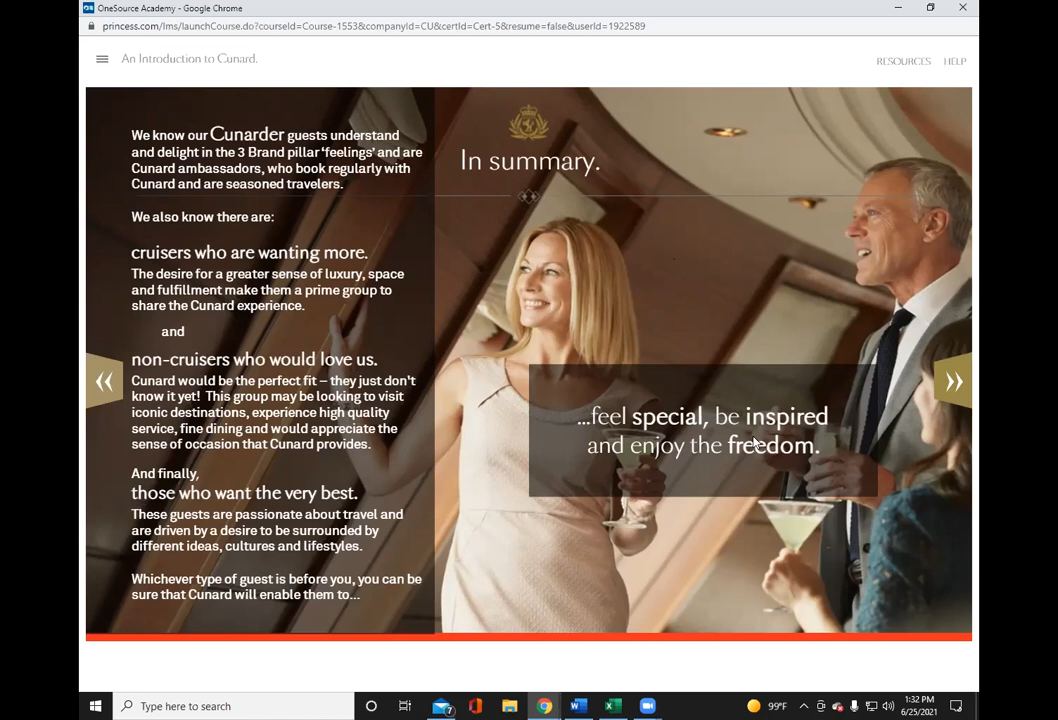 OneSource Academy - Google Chrome
princess.com/lms/launchCourse.do?courseId=Course-1553&companyId=CU&certId=Cert-5&resume=false&userId=1922589
An Introduction to Cunard.
RESOURCES HELP
We know our Cunarder guests understand
and delight in the 3 Brand pillar 'feelings' and are
Cunard ambassadors, who book regularly with
Cunard and are seasoned travelers.
We also know there are:
cruisers who are wanting more.
The desire for a greater sense of luxury, space
and fulfillment make them a prime group to
share the Cunard experience.
and
non-cruisers who would love us.
Cunard would be the perfect fit – they just don't
know it yet! This group may be looking to visit
iconic destinations, experience high quality
service, fine dining and would appreciate the
sense of occasion that Cunard provides.
And finally,
those who want the very best.
These guests are passionate about travel and
are driven by a desire to be surrounded by
different ideas, cultures and lifestyles.
Whichever type of guest is before you, you can be
sure that Cunard will enable them to...
In summary.
...feel special, be inspired
and enjoy the freedom.
Type here to search
7
99°F
1:32 PM
6/25/2021